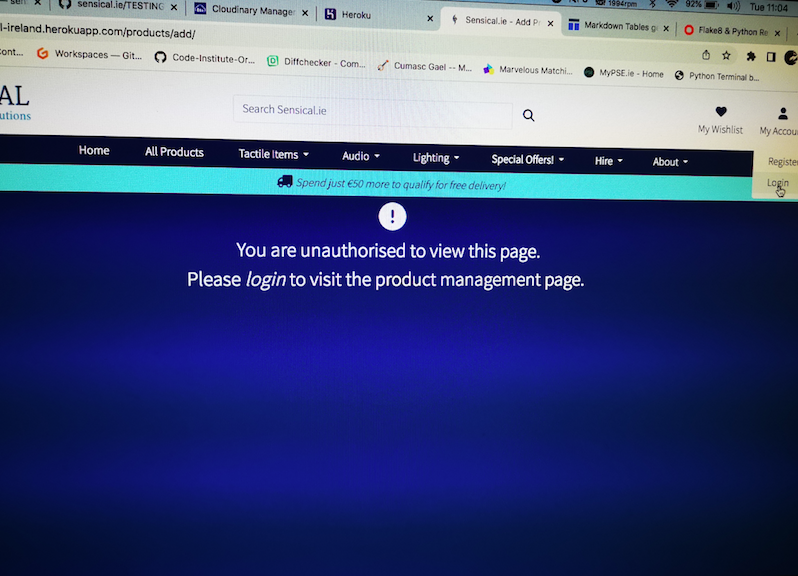 sensical.ie/TESTING
Cloudinary Manage
Heroku
Sensical.ie - Add P
Markdown Tables g
Flake8 & Python Re
1994rpm
92%
Tue 11:04
l-ireland.herokuapp.com/products/add/
Cont...
Workspaces — Git...
Code-Institute-Or...
Diffchecker - Com...
Cumasc Gael -- M...
Marvelous Matchi...
MyPSE.ie - Home
Python Terminal b...
AL
utions
Search Sensical.ie
My Wishlist
My Accou
Home
All Products
Tactile Items
Audio
Lighting
Special Offers!
Hire
About
Register
Login
Spend just €50 more to qualify for free delivery!
!
You are unauthorised to view this page.
Please login to visit the product management page.